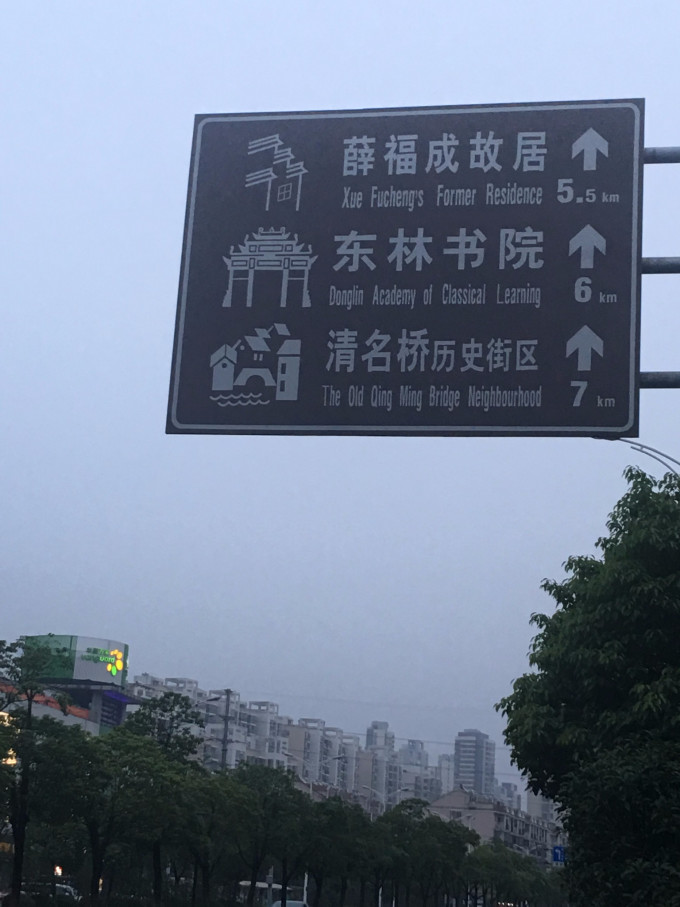 薛福成故居
Xue Fucheng's Former Residence 5.5 km
东林书院
Donglin Academy of Classical Learning 6 km
清名桥历史街区
The Old Qing Ming Bridge Neighbourhood 7 km